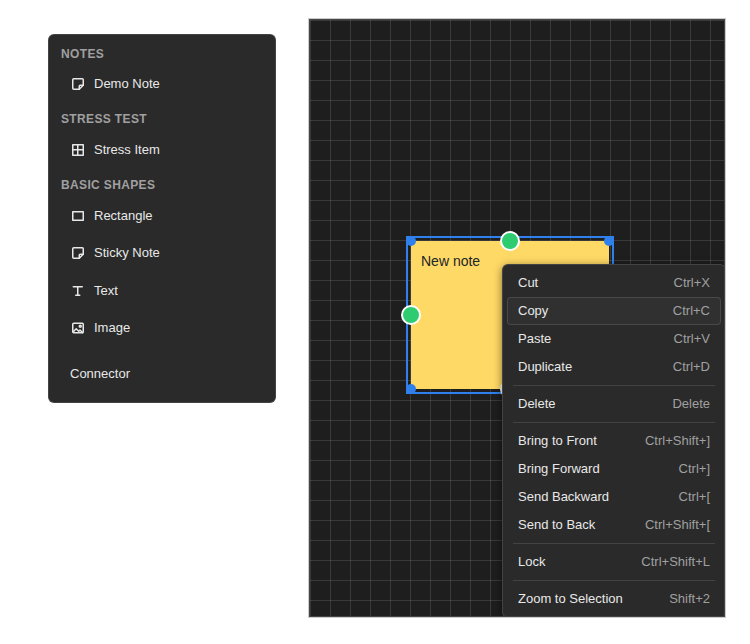 NOTES
Demo Note
STRESS TEST
Stress Item
BASIC SHAPES
Rectangle
Sticky Note
Text
Image
Connector
New note
Cut Ctrl+X
Copy Ctrl+C
Paste Ctrl+V
Duplicate Ctrl+D
Delete Delete
Bring to Front Ctrl+Shift+]
Bring Forward Ctrl+]
Send Backward Ctrl+[
Send to Back Ctrl+Shift+[
Lock Ctrl+Shift+L
Zoom to Selection Shift+2